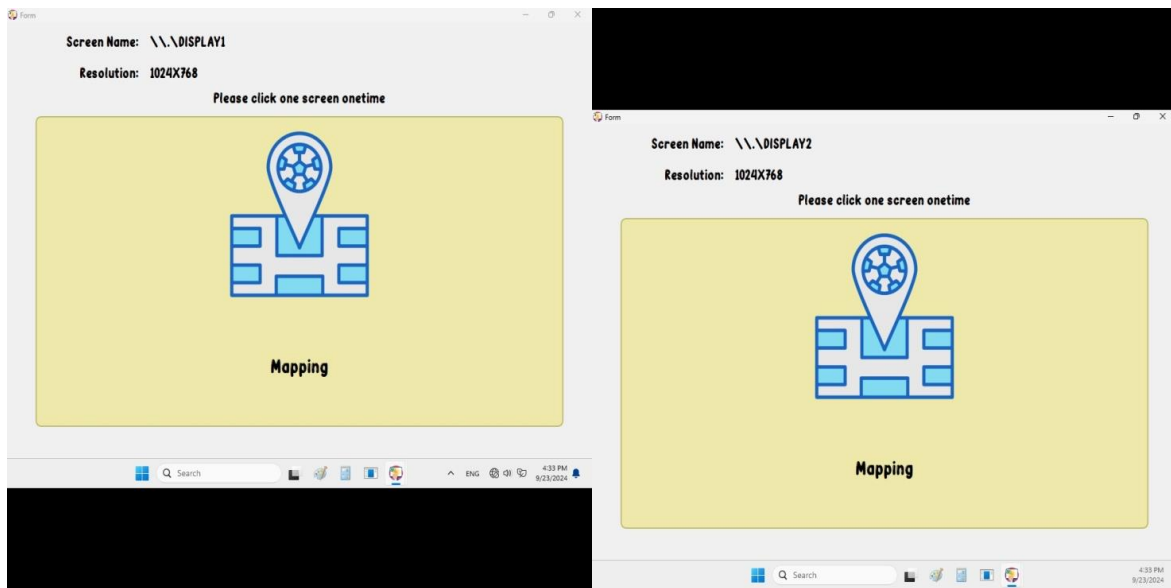 Form
Screen Name: \\.\DISPLAY1
Resolution: 1024X768
Please click one screen onetime
Mapping
Search
ENG
4:33 PM
9/23/2024
Form
Screen Name: \\.\DISPLAY2
Resolution: 1024X768
Please click one screen onetime
Mapping
Search
4:33 PM
9/23/2024